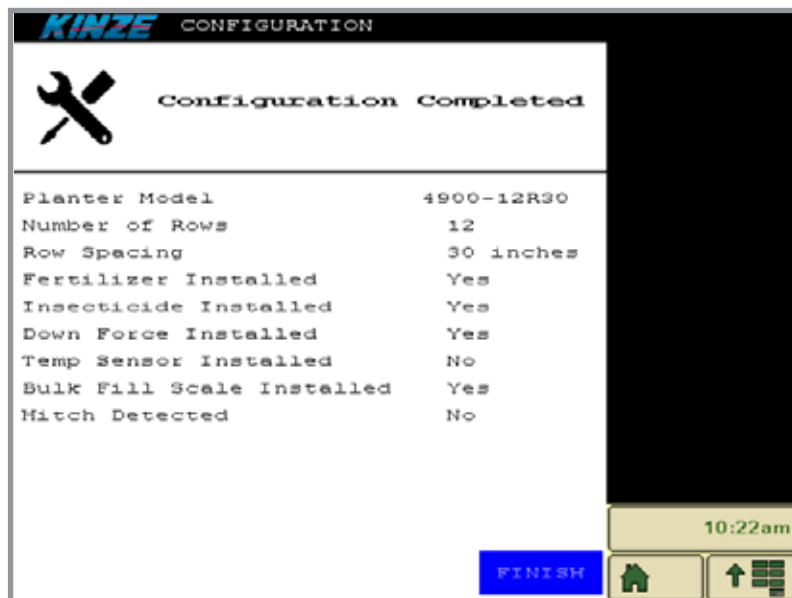 KINZE CONFIGURATION
Configuration Completed
Planter Model 4900-12R30
Number of Rows 12
Row Spacing 30 inches
Fertilizer Installed Yes
Insecticide Installed Yes
Down Force Installed Yes
Temp Sensor Installed No
Bulk Fill Scale Installed Yes
Hitch Detected No
10:22am
FINISH